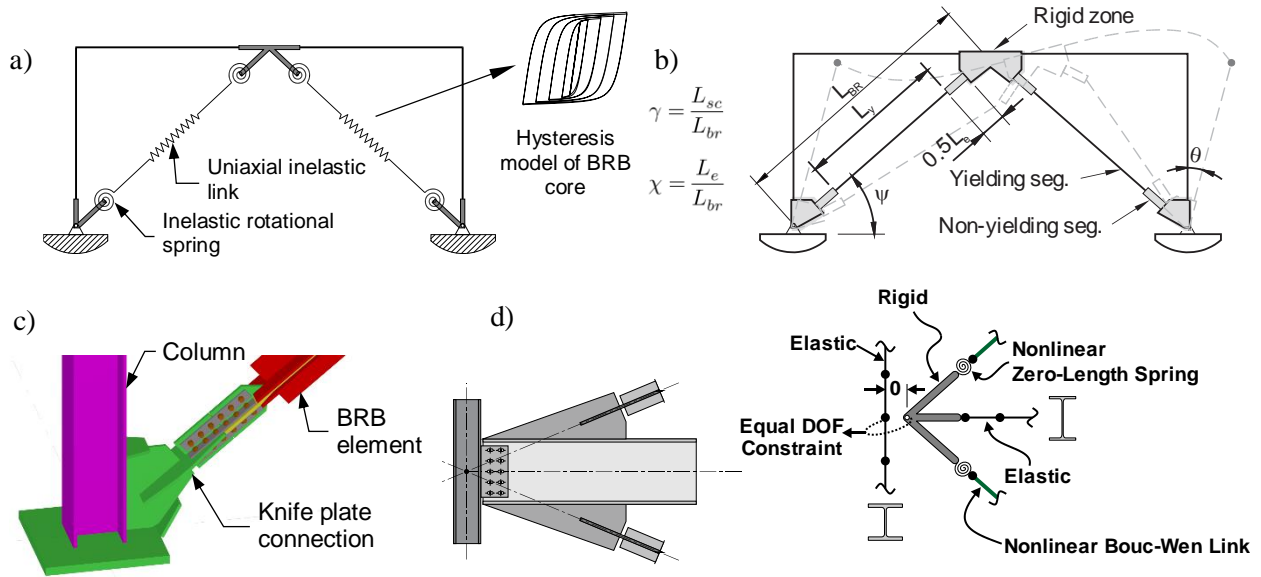 a)
Uniaxial inelastic
link
Inelastic rotational
spring
Hysteresis
model of BRB
core
b)
γ = L_sc / L_br
χ = L_e / L_br
Rigid zone
L_BR
L_y
0.5L_e
ψ
θ
Yielding seg.
Non-yielding seg.
c)
Column
BRB
element
Knife plate
connection
d)
Rigid
Elastic
0
Equal DOF
Constraint
Nonlinear
Zero-Length Spring
Elastic
Nonlinear Bouc-Wen Link